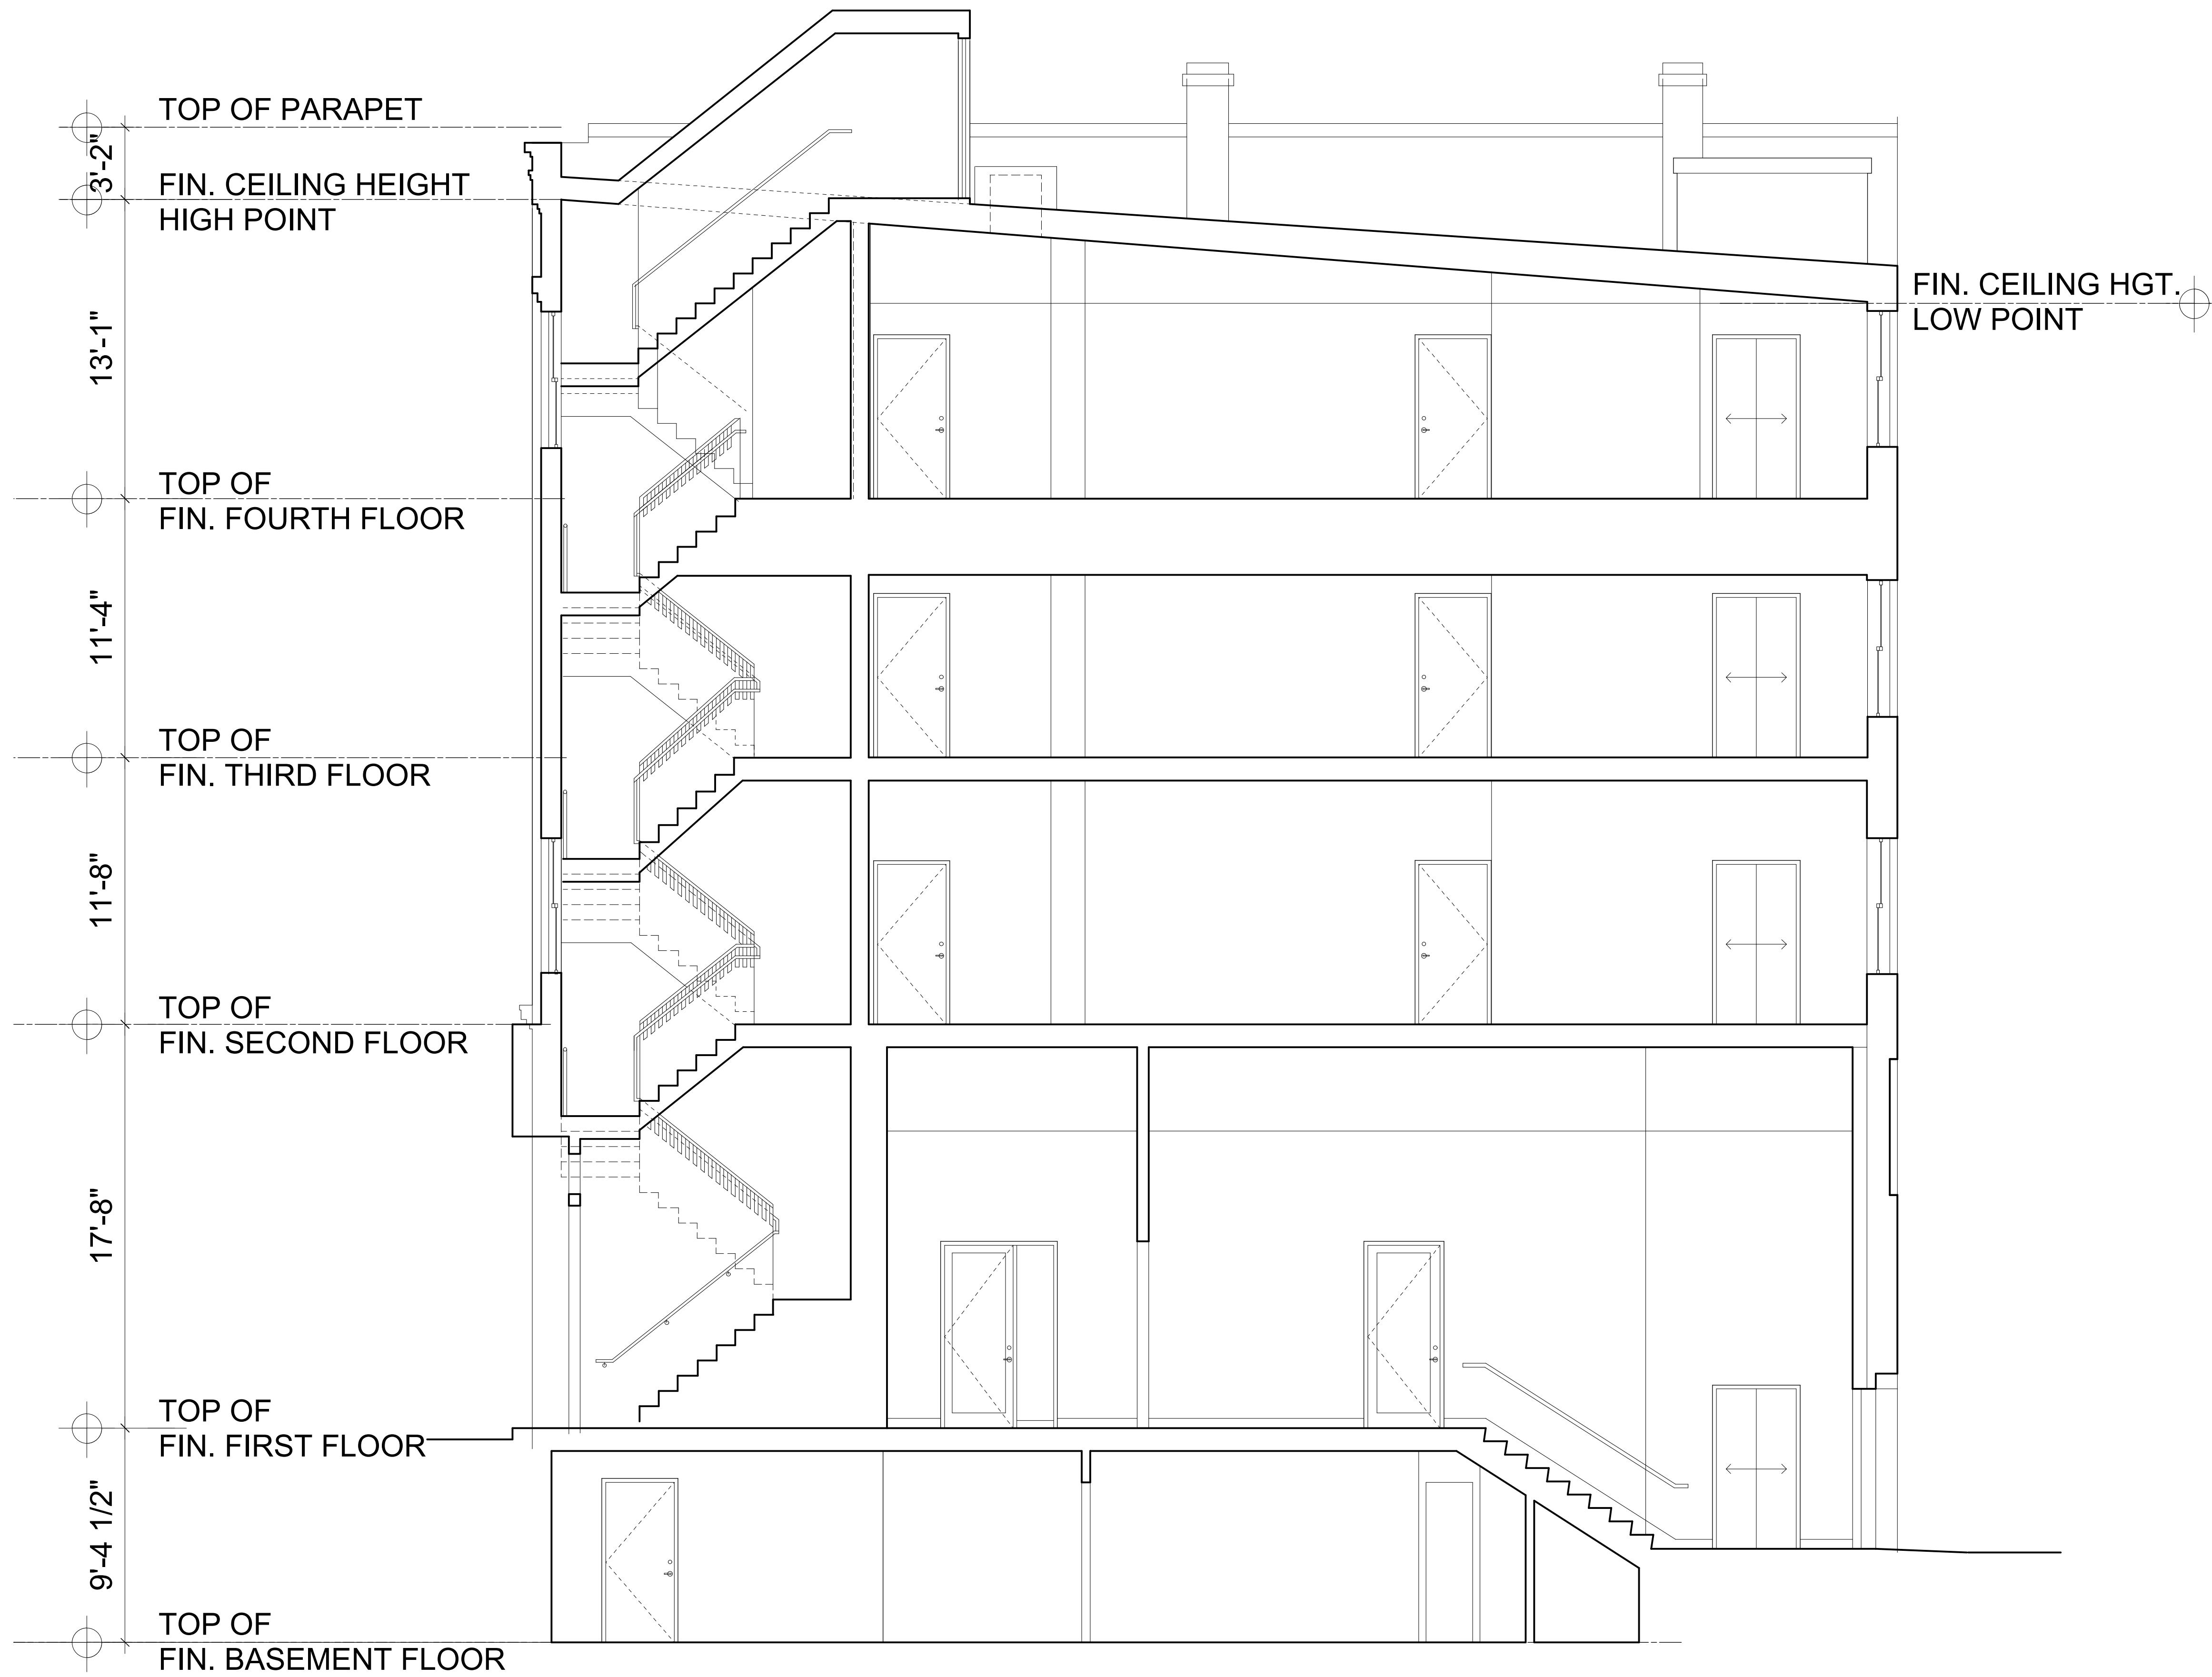 TOP OF PARAPET
3'-2"
FIN. CEILING HEIGHT
HIGH POINT
FIN. CEILING HGT.
LOW POINT
13'-1"
TOP OF
FIN. FOURTH FLOOR
11'-4"
TOP OF
FIN. THIRD FLOOR
11'-8"
TOP OF
FIN. SECOND FLOOR
17'-8"
TOP OF
FIN. FIRST FLOOR
9'-4 1/2"
TOP OF
FIN. BASEMENT FLOOR